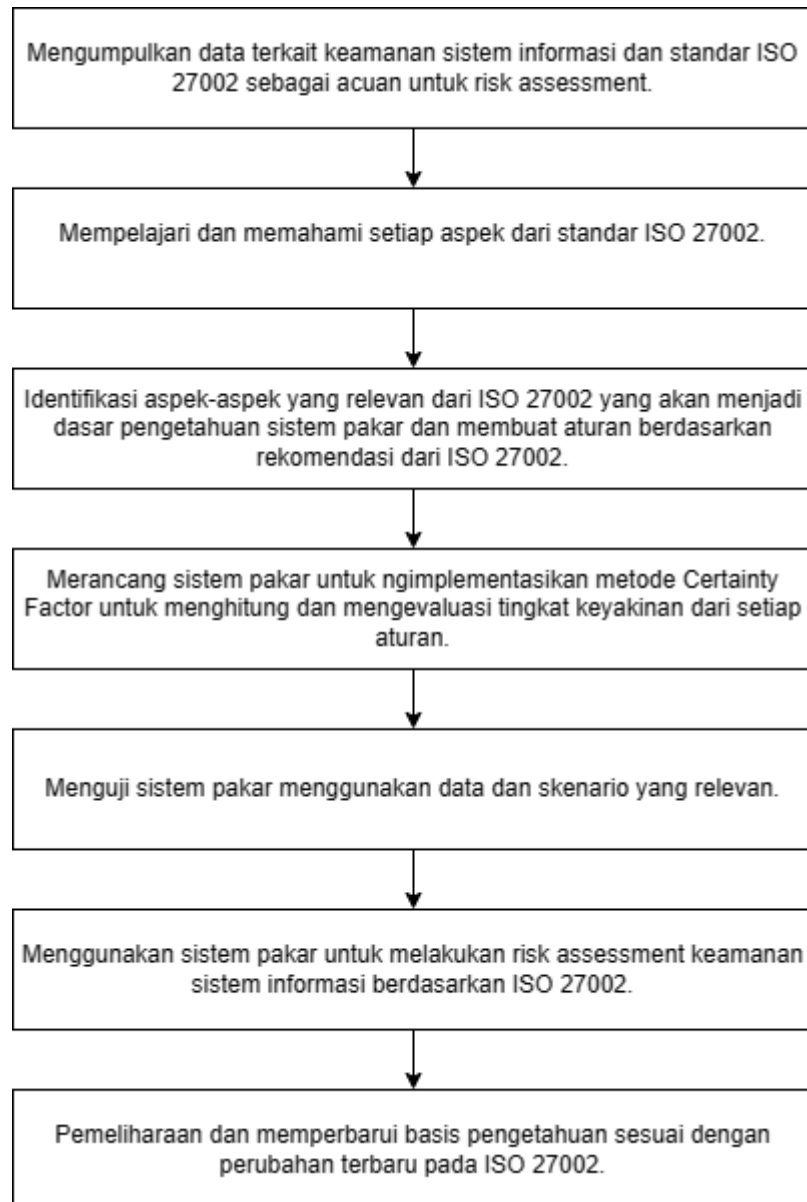 Mengumpulkan data terkait keamanan sistem informasi dan standar ISO
27002 sebagai acuan untuk risk assessment.
Mempelajari dan memahami setiap aspek dari standar ISO 27002.
Identifikasi aspek-aspek yang relevan dari ISO 27002 yang akan menjadi
dasar pengetahuan sistem pakar dan membuat aturan berdasarkan
rekomendasi dari ISO 27002.
Merancang sistem pakar untuk ngimplementasikan metode Certainty
Factor untuk menghitung dan mengevaluasi tingkat keyakinan dari setiap
aturan.
Menguji sistem pakar menggunakan data dan skenario yang relevan.
Menggunakan sistem pakar untuk melakukan risk assessment keamanan
sistem informasi berdasarkan ISO 27002.
Pemeliharaan dan memperbarui basis pengetahuan sesuai dengan
perubahan terbaru pada ISO 27002.